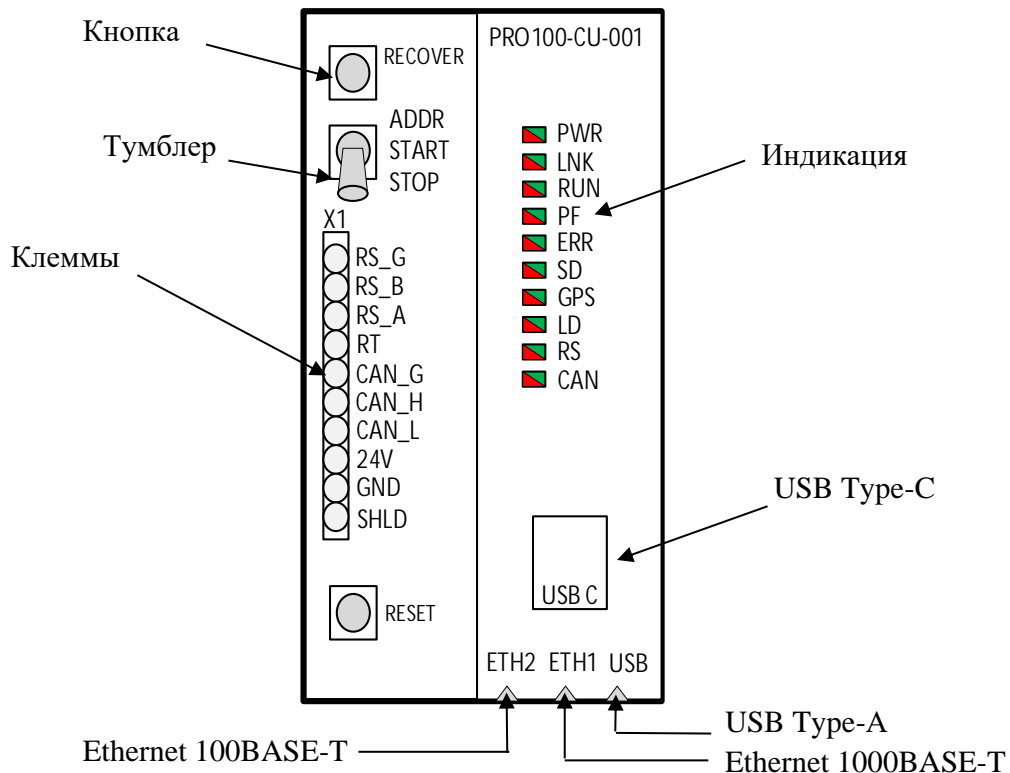 Кнопка
RECOVER
PRO100-CU-001
ADDR
START
STOP
Тумблер
PWR
LNK
RUN
PF
ERR
SD
GPS
LD
RS
CAN
Индикация
X1
Клеммы
RS_G
RS_B
RS_A
RT
CAN_G
CAN_H
CAN_L
24V
GND
SHLD
USB Type-C
USB C
RESET
ETH2 ETH1 USB
USB Type-A
Ethernet 100BASE-T
Ethernet 1000BASE-T